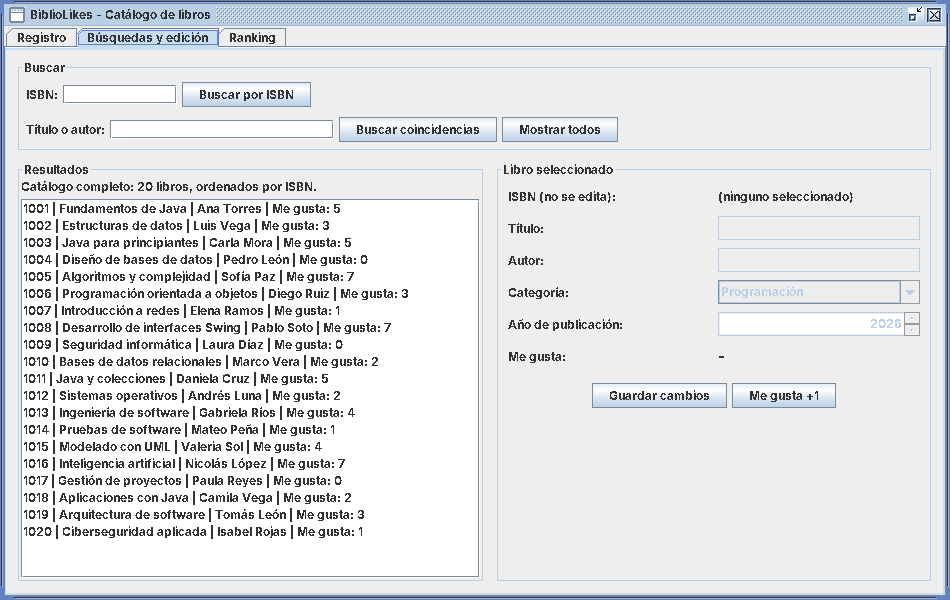 BiblioLikes - Catálogo de libros
Registro Búsquedas y edición Ranking
Buscar
ISBN: Buscar por ISBN
Título o autor: Buscar coincidencias Mostrar todos
Resultados
Catálogo completo: 20 libros, ordenados por ISBN.
1001 | Fundamentos de Java | Ana Torres | Me gusta: 5
1002 | Estructuras de datos | Luis Vega | Me gusta: 3
1003 | Java para principiantes | Carla Mora | Me gusta: 5
1004 | Diseño de bases de datos | Pedro León | Me gusta: 0
1005 | Algoritmos y complejidad | Sofía Paz | Me gusta: 7
1006 | Programación orientada a objetos | Diego Ruiz | Me gusta: 3
1007 | Introducción a redes | Elena Ramos | Me gusta: 1
1008 | Desarrollo de interfaces Swing | Pablo Soto | Me gusta: 7
1009 | Seguridad informática | Laura Díaz | Me gusta: 0
1010 | Bases de datos relacionales | Marco Vera | Me gusta: 2
1011 | Java y colecciones | Daniela Cruz | Me gusta: 5
1012 | Sistemas operativos | Andrés Luna | Me gusta: 2
1013 | Ingeniería de software | Gabriela Ríos | Me gusta: 4
1014 | Pruebas de software | Mateo Peña | Me gusta: 1
1015 | Modelado con UML | Valeria Sol | Me gusta: 4
1016 | Inteligencia artificial | Nicolás López | Me gusta: 7
1017 | Gestión de proyectos | Paula Reyes | Me gusta: 0
1018 | Aplicaciones con Java | Camila Vega | Me gusta: 2
1019 | Arquitectura de software | Tomás León | Me gusta: 3
1020 | Ciberseguridad aplicada | Isabel Rojas | Me gusta: 1
Libro seleccionado
ISBN (no se edita): (ninguno seleccionado)
Título:
Autor:
Categoría: Programación
Año de publicación: 2026
Me gusta: -
Guardar cambios Me gusta +1